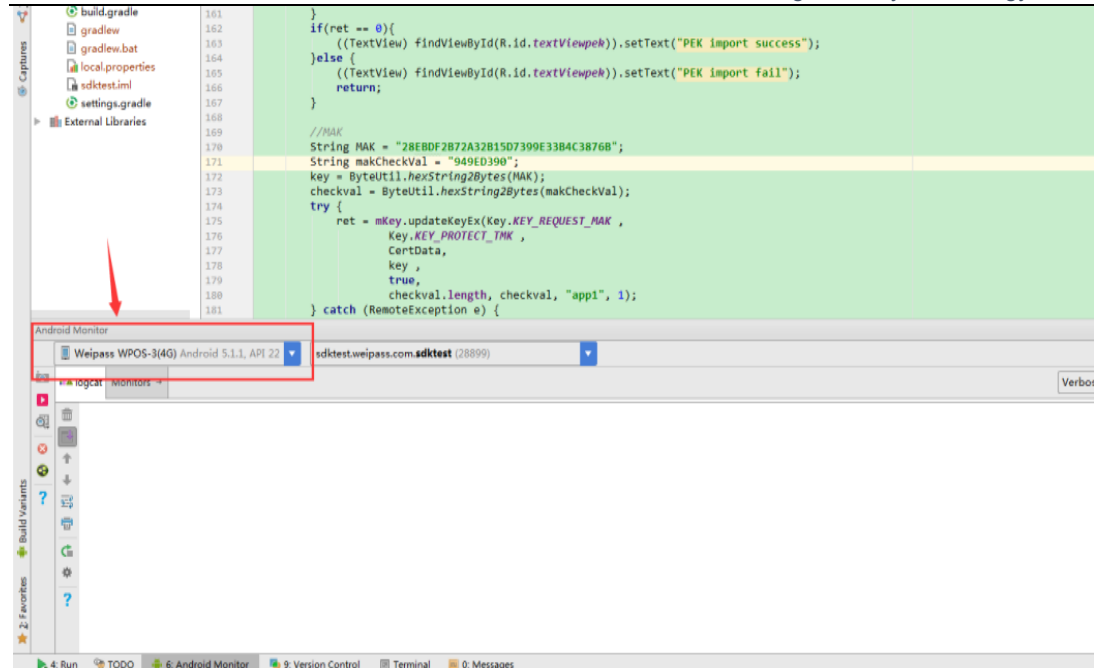 build.gradle
gradlew
gradlew.bat
local.properties
sdktest.iml
settings.gradle
External Libraries
Captures
Build Variants
2: Favorites
161 }
162 if(ret == 0){
163 ((TextView) findViewById(R.id.textViewpek)).setText("PEK import success");
164 }else {
165 ((TextView) findViewById(R.id.textViewpek)).setText("PEK import fail");
166 return;
167 }
168
169 //MAK
170 String MAK = "28EBDF2B72A32B15D7399E33B4C3876B";
171 String makCheckVal = "949ED390";
172 key = ByteUtil.hexString2Bytes(MAK);
173 checkval = ByteUtil.hexString2Bytes(makCheckVal);
174 try {
175 ret = mKey.updateKeyEx(Key.KEY_REQUEST_MAK ,
176 Key.KEY_PROTECT_TMK ,
177 CertData,
178 key ,
179 true,
180 checkval.length, checkval, "app1", 1);
181 } catch (RemoteException e) {
Android Monitor
Weipass WPOS-3(4G) Android 5.1.1, API 22 sdktest.weipass.com.sdktest (28899)
logcat Monitors Verbos
4: Run TODO 6: Android Monitor 9: Version Control Terminal 0: Messages